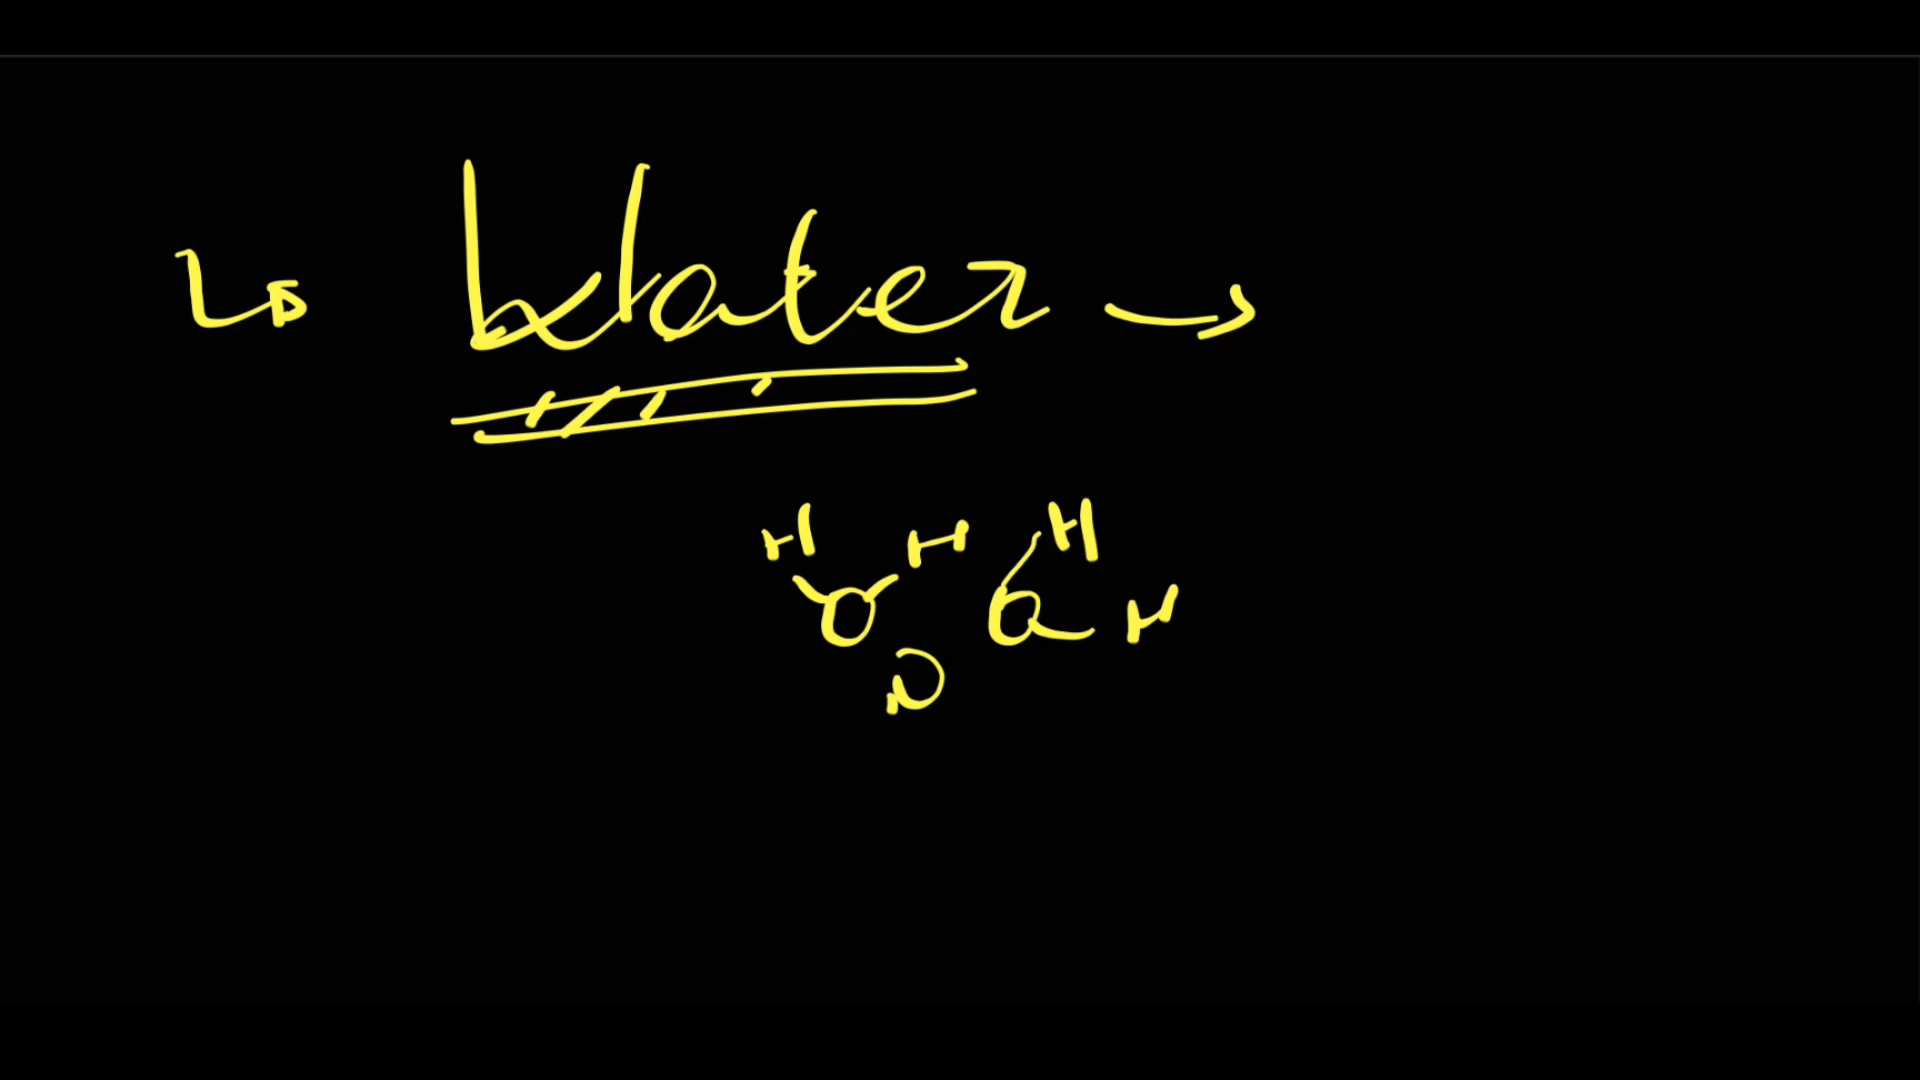 ↳ Water →
H H H
O O H